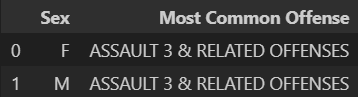 Sex Most Common Offense
0 F ASSAULT 3 & RELATED OFFENSES
1 M ASSAULT 3 & RELATED OFFENSES